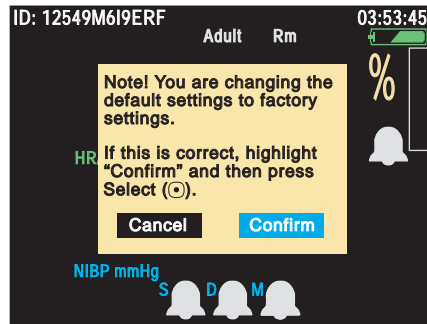 ID: 12549M6I9ERF
03:53:45
Adult Rm
%
Note! You are changing the
default settings to factory
settings.
HR
If this is correct, highlight
“Confirm” and then press
Select (⊙).
Cancel Confirm
NIBP mmHg
S D M